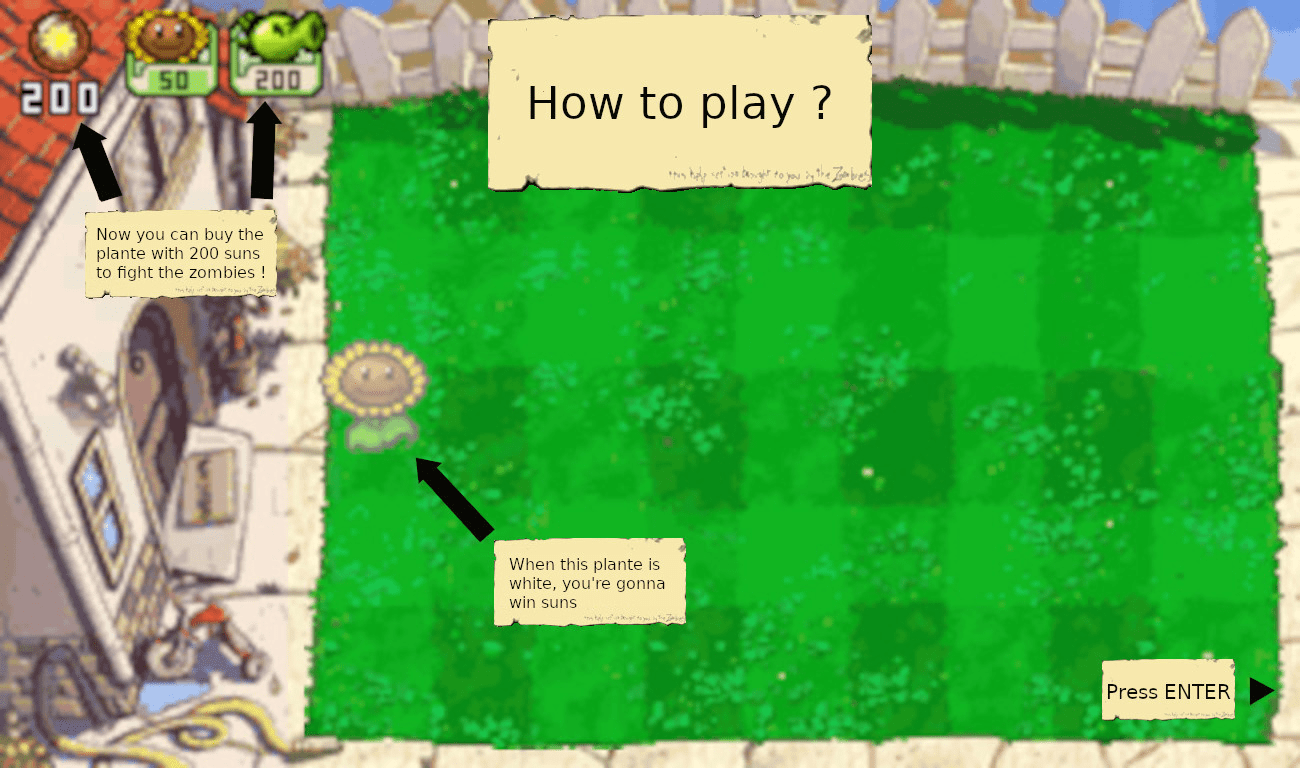 50
200
200
How to play ?
Now you can buy the
plante with 200 suns
to fight the zombies !
When this plante is
white, you're gonna
win suns
Press ENTER